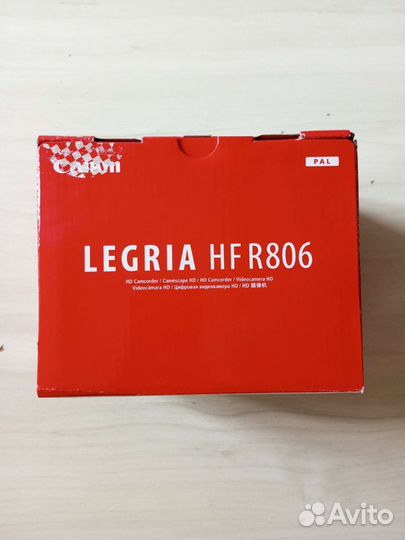 Canon
PAL
LEGRIA HF R806
HD Camcorder / Caméscope HD / HD Camcorder / Videocamera HD
Videocámara HD / Цифровая видеокамера HD / HD 摄像机
Avito